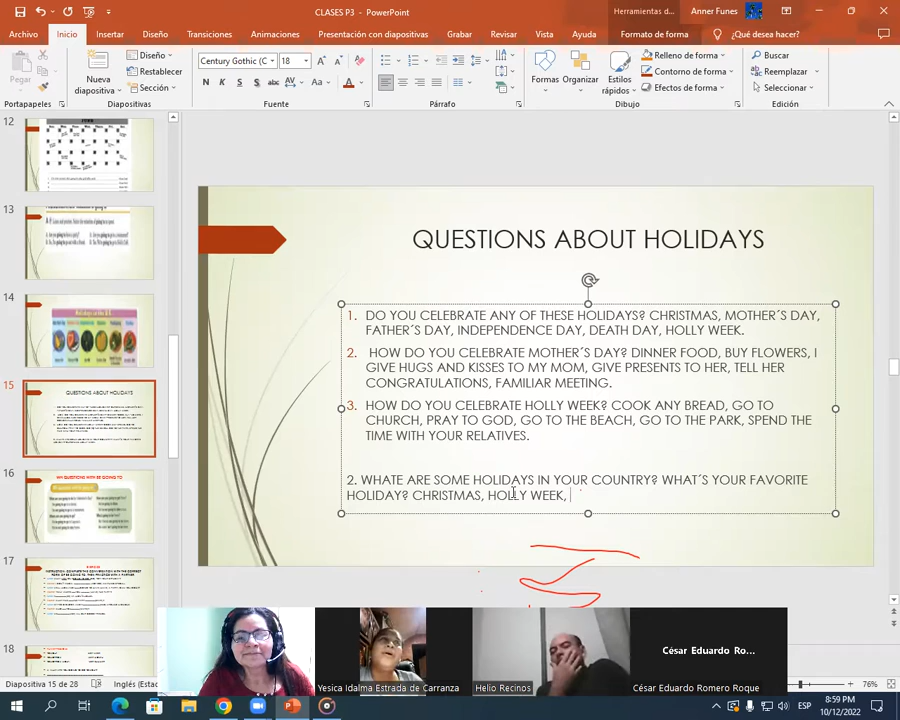 CLASES P3 - PowerPoint
Herramientas d...
Anner Funes
Archivo
Inicio
Insertar
Diseño
Transiciones
Animaciones
Presentación con diapositivas
Grabar
Revisar
Vista
Ayuda
Formato de forma
¿Qué desea hacer?
Pegar
Nueva
diapositiva
Diseño
Restablecer
Sección
Century Gothic (C
18
N K S S ab AV Aa A
Formas
Organizar
Estilos
rápidos
Relleno de forma
Contorno de forma
Efectos de forma
Buscar
Reemplazar
Seleccionar
Portapapeles
Diapositivas
Fuente
Párrafo
Dibujo
Edición
12
13
14
15
16
17
18
QUESTIONS ABOUT HOLIDAYS
1. DO YOU CELEBRATE ANY OF THESE HOLIDAYS? CHRISTMAS, MOTHER´S DAY,
FATHER´S DAY, INDEPENDENCE DAY, DEATH DAY, HOLLY WEEK.
2. HOW DO YOU CELEBRATE MOTHER´S DAY? DINNER FOOD, BUY FLOWERS, I
GIVE HUGS AND KISSES TO MY MOM, GIVE PRESENTS TO HER, TELL HER
CONGRATULATIONS, FAMILIAR MEETING.
3. HOW DO YOU CELEBRATE HOLLY WEEK? COOK ANY BREAD, GO TO
CHURCH, PRAY TO GOD, GO TO THE BEACH, GO TO THE PARK, SPEND THE
TIME WITH YOUR RELATIVES.
2. WHATE ARE SOME HOLIDAYS IN YOUR COUNTRY? WHAT´S YOUR FAVORITE
HOLIDAY? CHRISTMAS, HOLLY WEEK,
César Eduardo Ro...
Yesica Idalma Estrada de Carranza
Helio Recinos
César Eduardo Romero Roque
Diapositiva 15 de 28
Inglés (Esta
76%
ESP
8:59 PM
10/12/2022